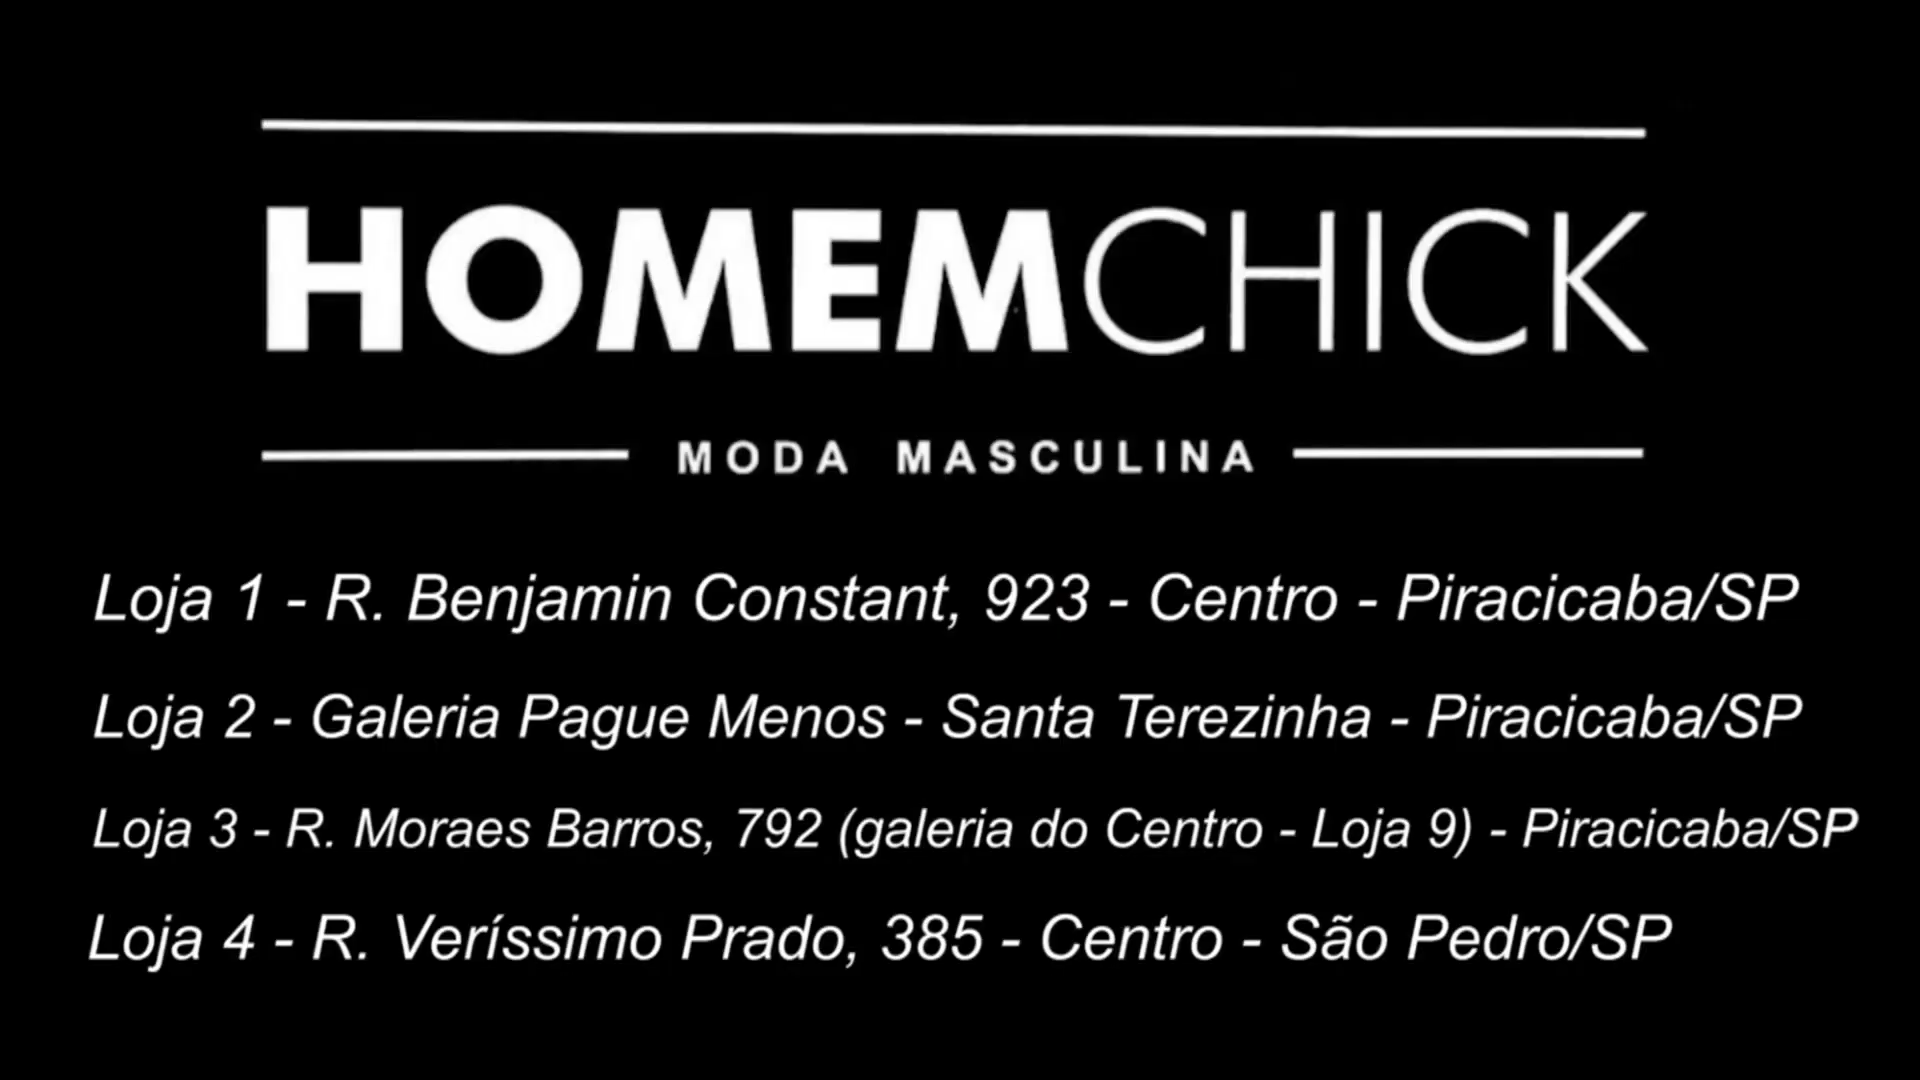 HOMEMCHICK
MODA MASCULINA
Loja 1 - R. Benjamin Constant, 923 - Centro - Piracicaba/SP
Loja 2 - Galeria Pague Menos - Santa Terezinha - Piracicaba/SP
Loja 3 - R. Moraes Barros, 792 (galeria do Centro - Loja 9) - Piracicaba/SP
Loja 4 - R. Veríssimo Prado, 385 - Centro - São Pedro/SP